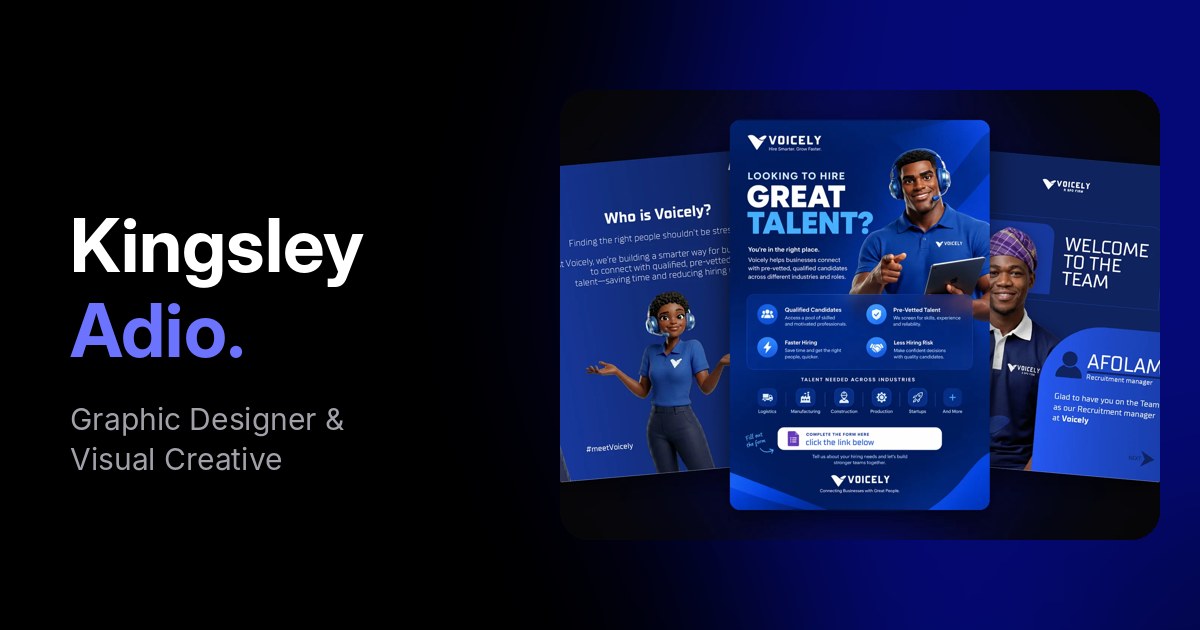 Kingsley
Adio.
Graphic Designer &
Visual Creative
Who is Voicely?
Finding the right people shouldn't be
t Voicely, we're building a smarter way for
to connect with qualified, pre-vetted
talent—saving time and reducing hiring
#meetVoicely
VOICELY
Hire Smarter. Grow Faster.
LOOKING TO HIRE
GREAT
TALENT?
You're in the right place.
Voicely helps businesses connect
with pre-vetted, qualified candidates
across different industries and roles.
VOICELY
Qualified Candidates
Access a pool of skilled
and motivated professionals.
Pre-Vetted Talent
We screen for skills, experience
and reliability.
Faster Hiring
Save time and get the right
people, quicker.
Less Hiring Risk
Make confident decisions
with quality candidates.
TALENT NEEDED ACROSS INDUSTRIES
Logistics
Manufacturing
Construction
Production
Startups
And More
Fill out
the form
COMPLETE THE FORM HERE
click the link below
Tell us about your hiring needs and let's build
stronger teams together.
VOICELY
Connecting Businesses with Great People
VOICELY
A BPO FIRM
WELCOME
TO THE
TEAM
VOICELY
AFOLAM
Recruitment manager
Glad to have you on the Team
as our Recruitment manager
at Voicely